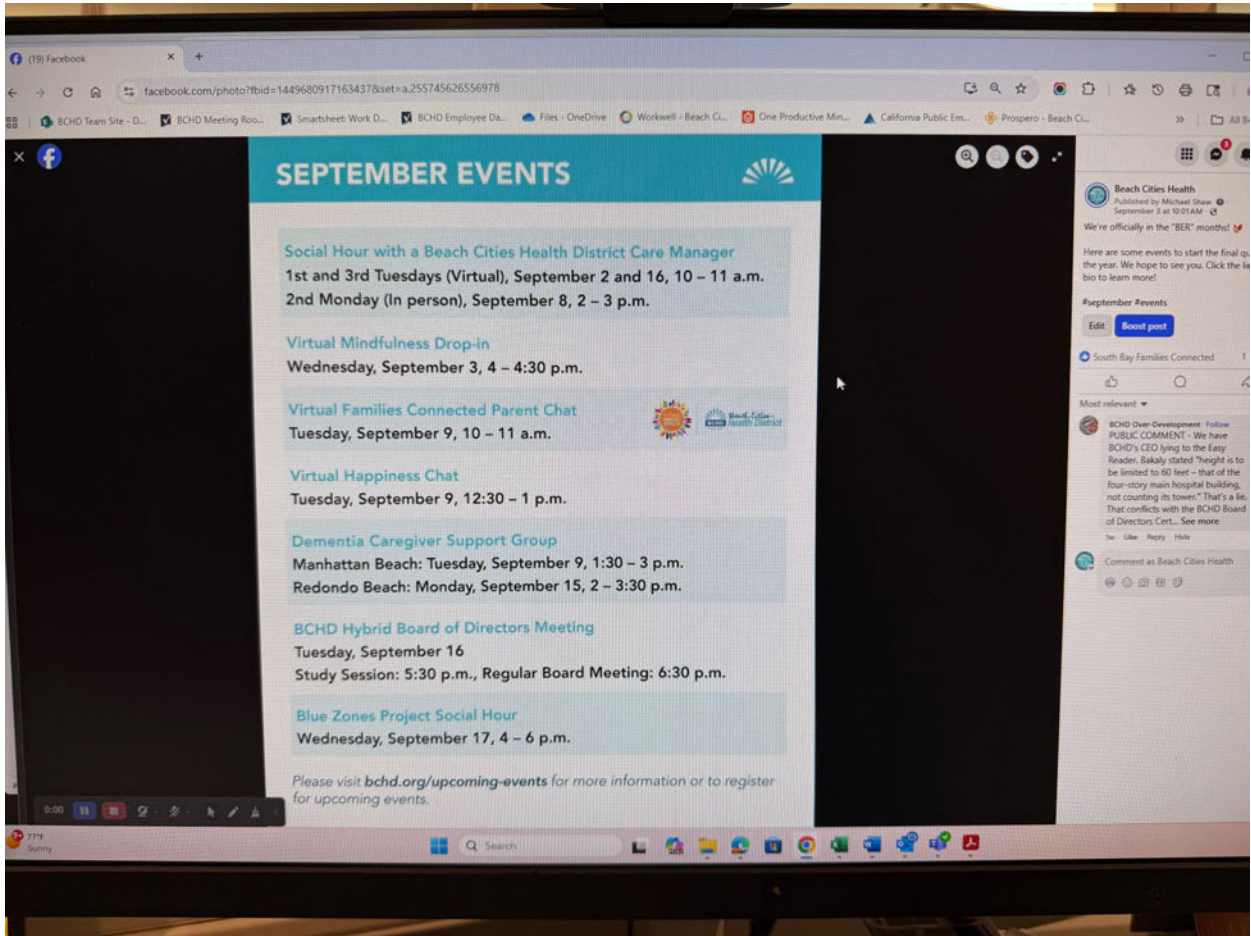 (19) Facebook
facebook.com/photo?fbid=1449680917163437&set=a.255745626556978
BCHD Team Site - D...
BCHD Meeting Roo...
Smartsheet: Work D...
BCHD Employee Da...
Files - OneDrive
Workwell - Beach Ci...
One Productive Min...
California Public Em...
Prospero - Beach Ci...
All B
SEPTEMBER EVENTS
Social Hour with a Beach Cities Health District Care Manager
1st and 3rd Tuesdays (Virtual), September 2 and 16, 10 – 11 a.m.
2nd Monday (In person), September 8, 2 – 3 p.m.
Virtual Mindfulness Drop-in
Wednesday, September 3, 4 – 4:30 p.m.
Virtual Families Connected Parent Chat
Tuesday, September 9, 10 – 11 a.m.
BCHD Beach Cities
Health District
Virtual Happiness Chat
Tuesday, September 9, 12:30 – 1 p.m.
Dementia Caregiver Support Group
Manhattan Beach: Tuesday, September 9, 1:30 – 3 p.m.
Redondo Beach: Monday, September 15, 2 – 3:30 p.m.
BCHD Hybrid Board of Directors Meeting
Tuesday, September 16
Study Session: 5:30 p.m., Regular Board Meeting: 6:30 p.m.
Blue Zones Project Social Hour
Wednesday, September 17, 4 – 6 p.m.
Please visit bchd.org/upcoming-events for more information or to register
for upcoming events.
3
Beach Cities Health
Published by Michael Shaw
September 3 at 10:01 AM
We're officially in the "BER" months!
Here are some events to start the final qu
the year. We hope to see you. Click the li
bio to learn more!
#september #events
Edit
Boost post
South Bay Families Connected
1
Most relevant
BCHD Over-Development · Follow
PUBLIC COMMENT - We have
BCHD's CEO lying to the Easy
Reader. Bakaly stated "height is to
be limited to 60 feet – that of the
four-story main hospital building,
not counting its tower." That's a lie.
That conflicts with the BCHD Board
of Directors Cert... See more
1w Like Reply Hide
Comment as Beach Cities Health
0:00
77°F
Sunny
Search